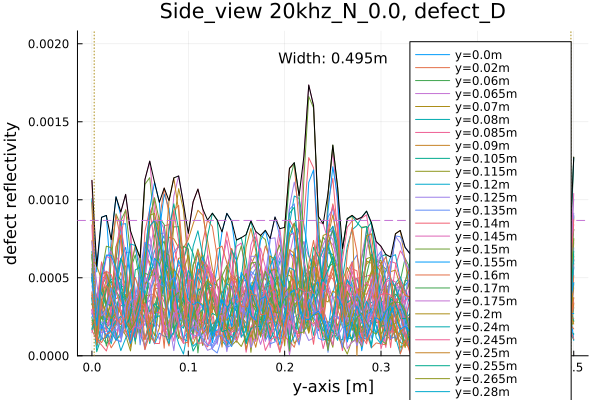 Side_view 20khz_N_0.0, defect_D
Width: 0.495m
defect reflectivity
0.0020
0.0015
0.0010
0.0005
0.0000
0.0
0.1
0.2
0.3
.5
y-axis [m]
y=0.0m
y=0.02m
y=0.06m
y=0.065m
y=0.07m
y=0.08m
y=0.085m
y=0.09m
y=0.105m
y=0.115m
y=0.12m
y=0.125m
y=0.135m
y=0.14m
y=0.145m
y=0.15m
y=0.155m
y=0.16m
y=0.17m
y=0.175m
y=0.2m
y=0.24m
y=0.245m
y=0.25m
y=0.255m
y=0.265m
y=0.28m